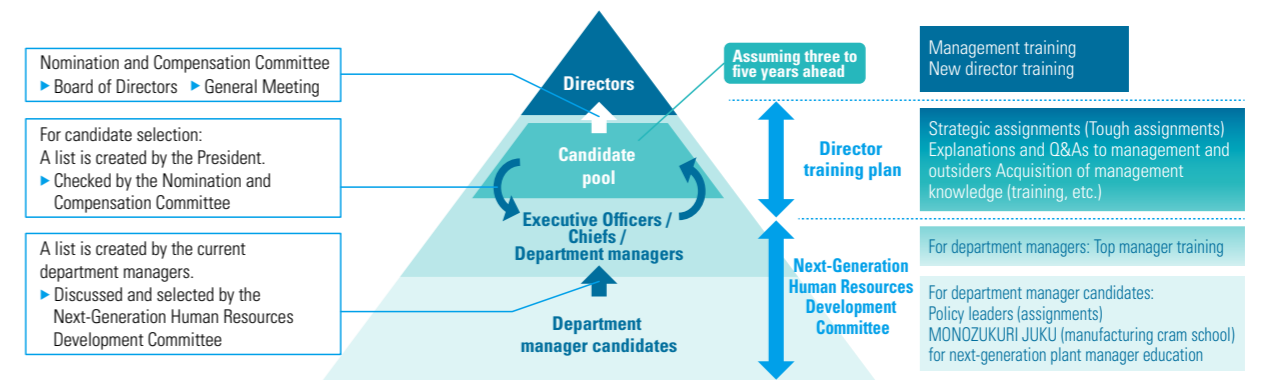 Nomination and Compensation Committee
▶ Board of Directors ▶ General Meeting
For candidate selection:
A list is created by the President.
▶ Checked by the Nomination and
Compensation Committee
A list is created by the current
department managers.
▶ Discussed and selected by the
Next-Generation Human Resources
Development Committee
Directors
Candidate
pool
Executive Officers /
Chiefs /
Department managers
Department
manager candidates
Assuming three to
five years ahead
Director
training plan
Next-Generation
Human Resources
Development
Committee
Management training
New director training
Strategic assignments (Tough assignments)
Explanations and Q&As to management and
outsiders Acquisition of management
knowledge (training, etc.)
For department managers: Top manager training
For department manager candidates:
Policy leaders (assignments)
MONOZUKURI JUKU (manufacturing cram school)
for next-generation plant manager education